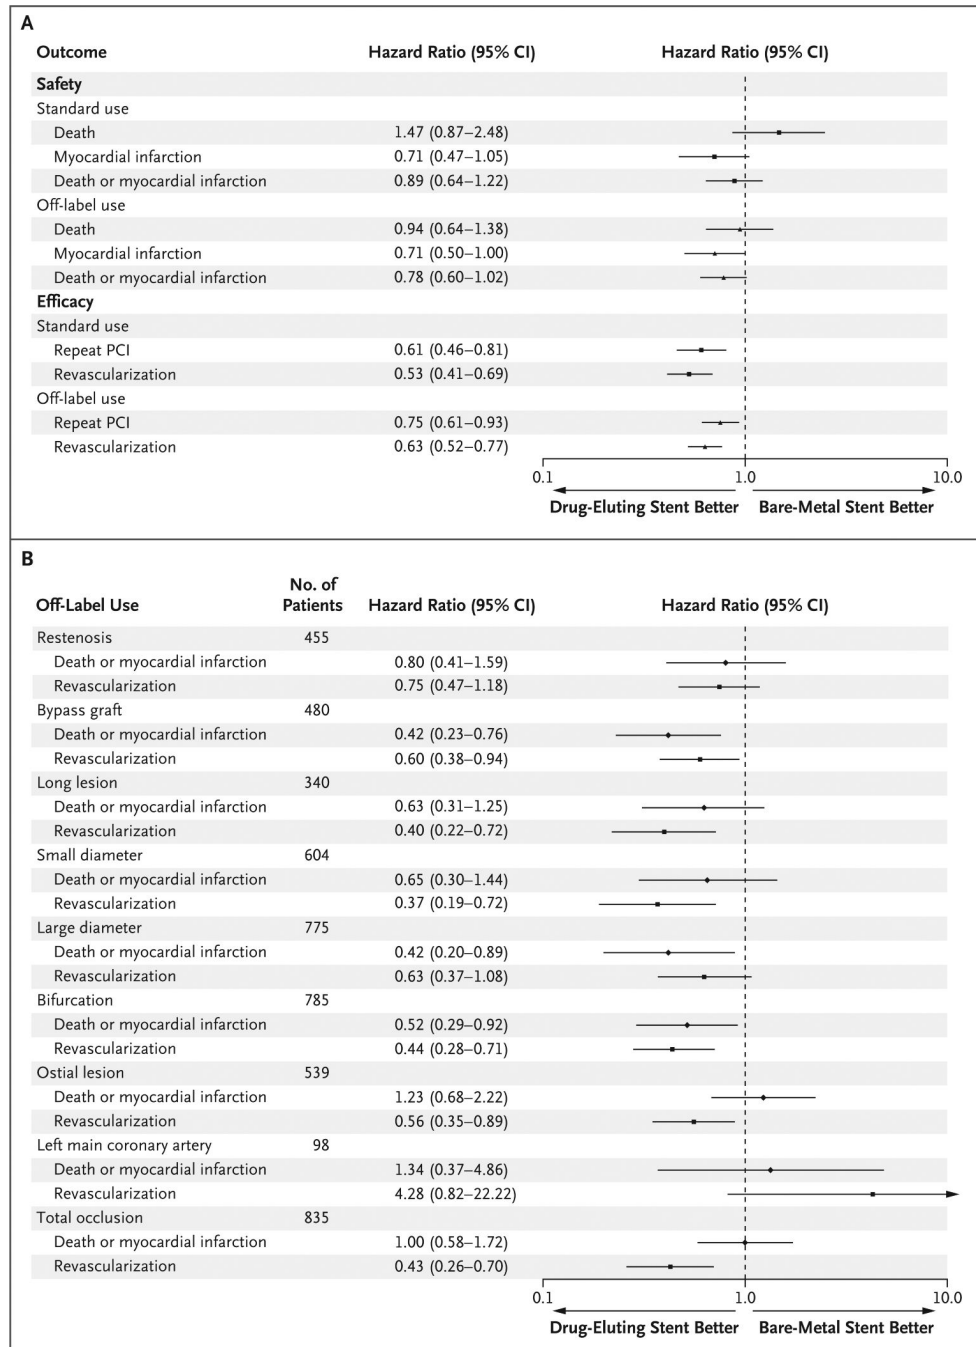 A
Outcome Hazard Ratio (95% CI) Hazard Ratio (95% CI)
Safety
Standard use
Death 1.47 (0.87–2.48)
Myocardial infarction 0.71 (0.47–1.05)
Death or myocardial infarction 0.89 (0.64–1.22)
Off-label use
Death 0.94 (0.64–1.38)
Myocardial infarction 0.71 (0.50–1.00)
Death or myocardial infarction 0.78 (0.60–1.02)
Efficacy
Standard use
Repeat PCI 0.61 (0.46–0.81)
Revascularization 0.53 (0.41–0.69)
Off-label use
Repeat PCI 0.75 (0.61–0.93)
Revascularization 0.63 (0.52–0.77)
0.1 1.0 10.0
Drug-Eluting Stent Better Bare-Metal Stent Better
B
No. of
Off-Label Use Patients Hazard Ratio (95% CI) Hazard Ratio (95% CI)
Restenosis 455
Death or myocardial infarction 0.80 (0.41–1.59)
Revascularization 0.75 (0.47–1.18)
Bypass graft 480
Death or myocardial infarction 0.42 (0.23–0.76)
Revascularization 0.60 (0.38–0.94)
Long lesion 340
Death or myocardial infarction 0.63 (0.31–1.25)
Revascularization 0.40 (0.22–0.72)
Small diameter 604
Death or myocardial infarction 0.65 (0.30–1.44)
Revascularization 0.37 (0.19–0.72)
Large diameter 775
Death or myocardial infarction 0.42 (0.20–0.89)
Revascularization 0.63 (0.37–1.08)
Bifurcation 785
Death or myocardial infarction 0.52 (0.29–0.92)
Revascularization 0.44 (0.28–0.71)
Ostial lesion 539
Death or myocardial infarction 1.23 (0.68–2.22)
Revascularization 0.56 (0.35–0.89)
Left main coronary artery 98
Death or myocardial infarction 1.34 (0.37–4.86)
Revascularization 4.28 (0.82–22.22)
Total occlusion 835
Death or myocardial infarction 1.00 (0.58–1.72)
Revascularization 0.43 (0.26–0.70)
0.1 1.0 10.0
Drug-Eluting Stent Better Bare-Metal Stent Better